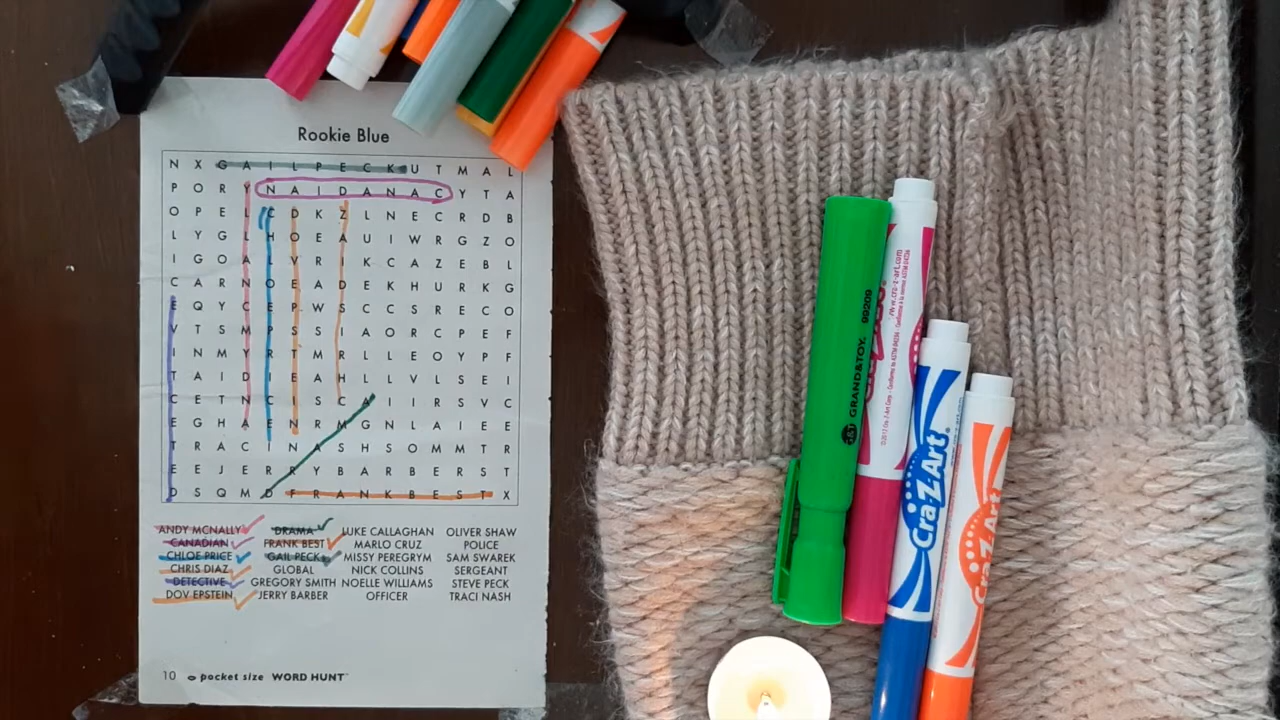 Rookie Blue
N X G A I L P E C K U T M A L
P O R Y N A I D A N A C Y T A
O P E L C D K Z L N E C R D B
L Y G L H O E A U I W R G Z O
I G O A L V R I K C A Z E B L
C A R N O E A D E K H U R K G
E Q Y C E P W S C C S R E C O
V T S M P S S I A O R C P E F
I N M Y R T M R L L E O Y P F
T A I D I E A H L L V L S E I
C E T N C I S C A I I R S V C
E G H A E N R M G N L A I E E
T R A C I N A S H S O M M T R
E E J E R R Y B A R B E R S T
D S Q M D F R A N K B E S T X
ANDY MCNALLY DRAMA LUKE CALLAGHAN OLIVER SHAW
CANADIAN FRANK BEST MARLO CRUZ POLICE
CHLOE PRICE GAIL PECK MISSY PEREGRYM SAM SWAREK
CHRIS DIAZ GLOBAL NICK COLLINS SERGEANT
DETECTIVE GREGORY SMITH NOELLE WILLIAMS STEVE PECK
DOV EPSTEIN JERRY BARBER OFFICER TRACI NASH
10 pocket size WORD HUNT
G&T GRAND&TOY. 99209
Cra-Z-Art
Cra-Z-Art